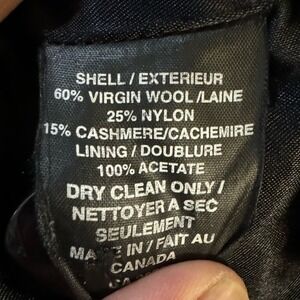 SHELL / EXTERIEUR
60% VIRGIN WOOL /LAINE
25% NYLON
15% CASHMERE/CACHEMIRE
LINING / DOUBLURE
100% ACETATE
DRY CLEAN ONLY /
NETTOYER A SEC
SEULEMENT
MADE IN / FAIT AU
CANADA